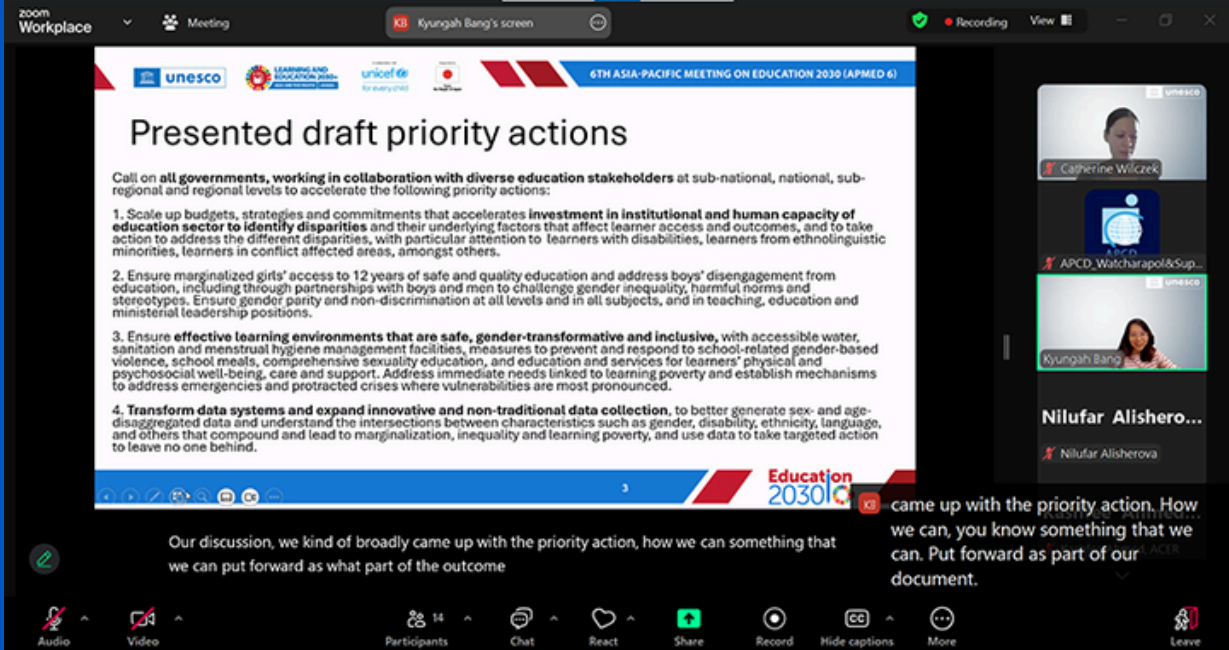 zoom
Workplace
Meeting
KB Kyungah Bang's screen
Recording
View
unesco
LEARNING AND
EDUCATION 2030+
unicef
for every child
6TH ASIA-PACIFIC MEETING ON EDUCATION 2030 (APMED 6)
Presented draft priority actions
Call on all governments, working in collaboration with diverse education stakeholders at sub-national, national, sub-
regional and regional levels to accelerate the following priority actions:
1. Scale up budgets, strategies and commitments that accelerates investment in institutional and human capacity of
education sector to identify disparities and their underlying factors that affect learner access and outcomes, and to take
action to address the different disparities, with particular attention to learners with disabilities, learners from ethnolinguistic
minorities, learners in conflict affected areas, amongst others.
2. Ensure marginalized girls' access to 12 years of safe and quality education and address boys' disengagement from
education, including through partnerships with boys and men to challenge gender inequality, harmful norms and
stereotypes. Ensure gender parity and non-discrimination at all levels and in all subjects, and in teaching, education and
ministerial leadership positions.
3. Ensure effective learning environments that are safe, gender-transformative and inclusive, with accessible water,
sanitation and menstrual hygiene management facilities, measures to prevent and respond to school-related gender-based
violence, school meals, comprehensive sexuality education, and education and services for learners' physical and
psychosocial well-being, care and support. Address immediate needs linked to learning poverty and establish mechanisms
to address emergencies and protracted crises where vulnerabilities are most pronounced.
4. Transform data systems and expand innovative and non-traditional data collection, to better generate sex- and age-
disaggregated data and understand the intersections between characteristics such as gender, disability, ethnicity, language,
and others that compound and lead to marginalization, inequality and learning poverty, and use data to take targeted action
to leave no one behind.
3
Education
2030
unesco
Catherine Wilczek
APCD
APCD_Watcharapol&Sup...
unesco
Kyungah Bang
Nilufar Alishero...
Nilufar Alisherova
ACER
KB came up with the priority action. How
we can, you know something that we
can. Put forward as part of our
document.
Our discussion, we kind of broadly came up with the priority action, how we can something that
we can put forward as what part of the outcome
Audio
Video
14
Participants
Chat
React
Share
Record
CC
Hide captions
More
Leave